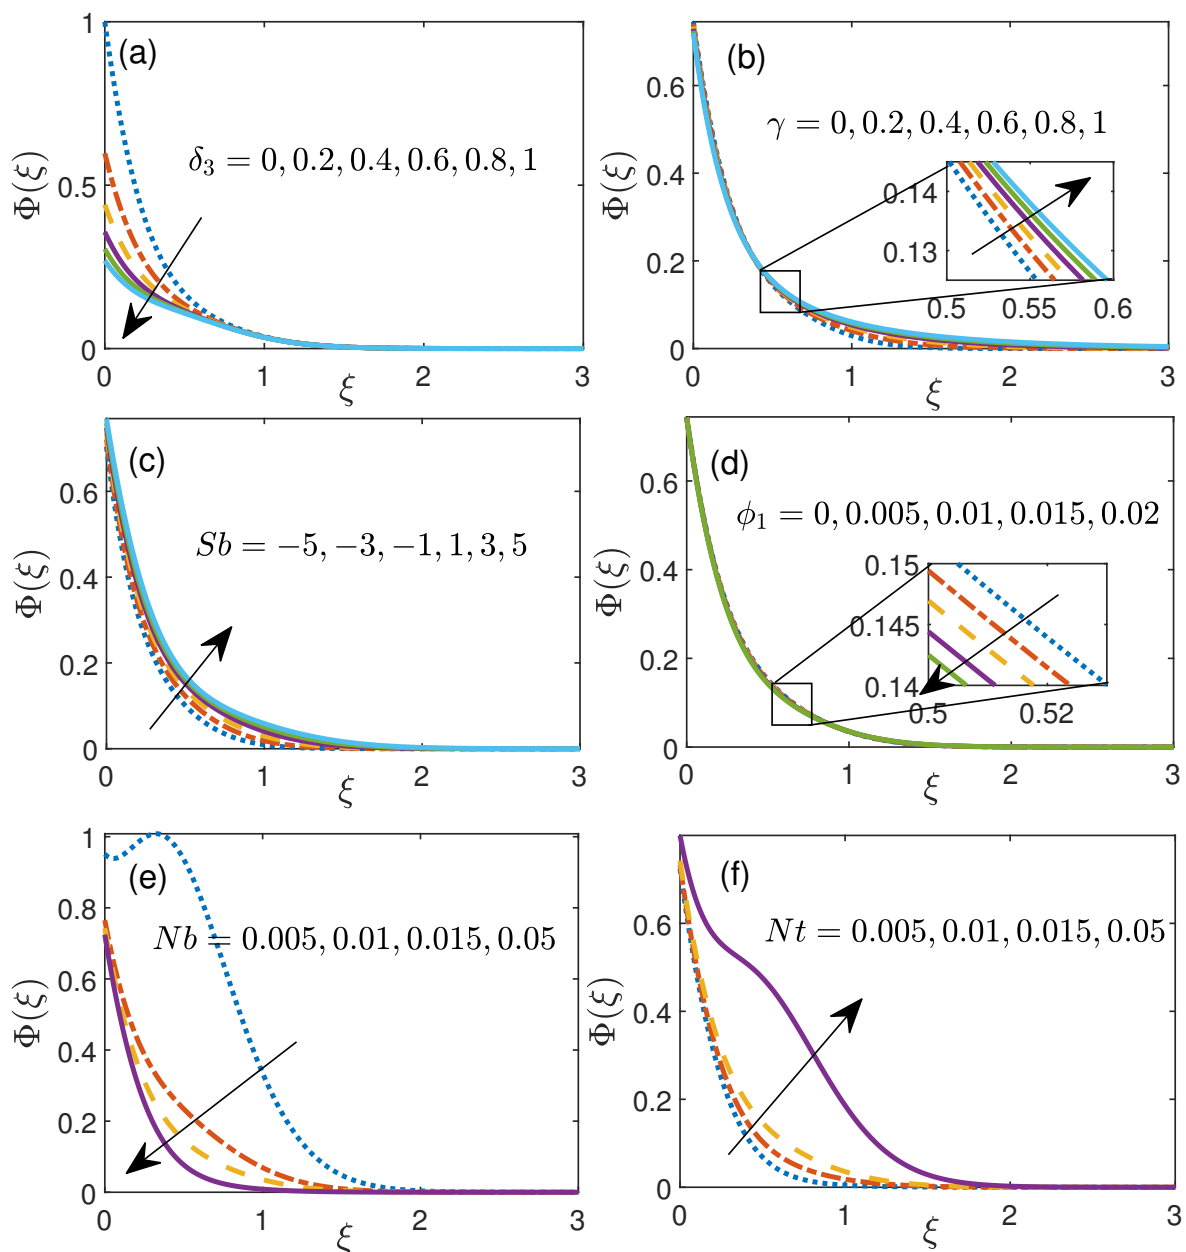 (a)
δ₃ = 0, 0.2, 0.4, 0.6, 0.8, 1
Φ(ξ)
1
0.5
0
0 1 2 3
ξ
(b)
γ = 0, 0.2, 0.4, 0.6, 0.8, 1
Φ(ξ)
0.6
0.4
0.2
0
0.14
0.13
0.5 0.55 0.6
0 1 2 3
ξ
(c)
Sb = −5, −3, −1, 1, 3, 5
Φ(ξ)
0.6
0.4
0.2
0
0 1 2 3
ξ
(d)
ϕ₁ = 0, 0.005, 0.01, 0.015, 0.02
Φ(ξ)
0.6
0.4
0.2
0
0.15
0.145
0.14
0.5 0.52
0 1 2 3
ξ
(e)
Nb = 0.005, 0.01, 0.015, 0.05
Φ(ξ)
1
0.8
0.6
0.4
0.2
0
0 1 2 3
ξ
(f)
Nt = 0.005, 0.01, 0.015, 0.05
Φ(ξ)
0.6
0.4
0.2
0
0 1 2 3
ξ